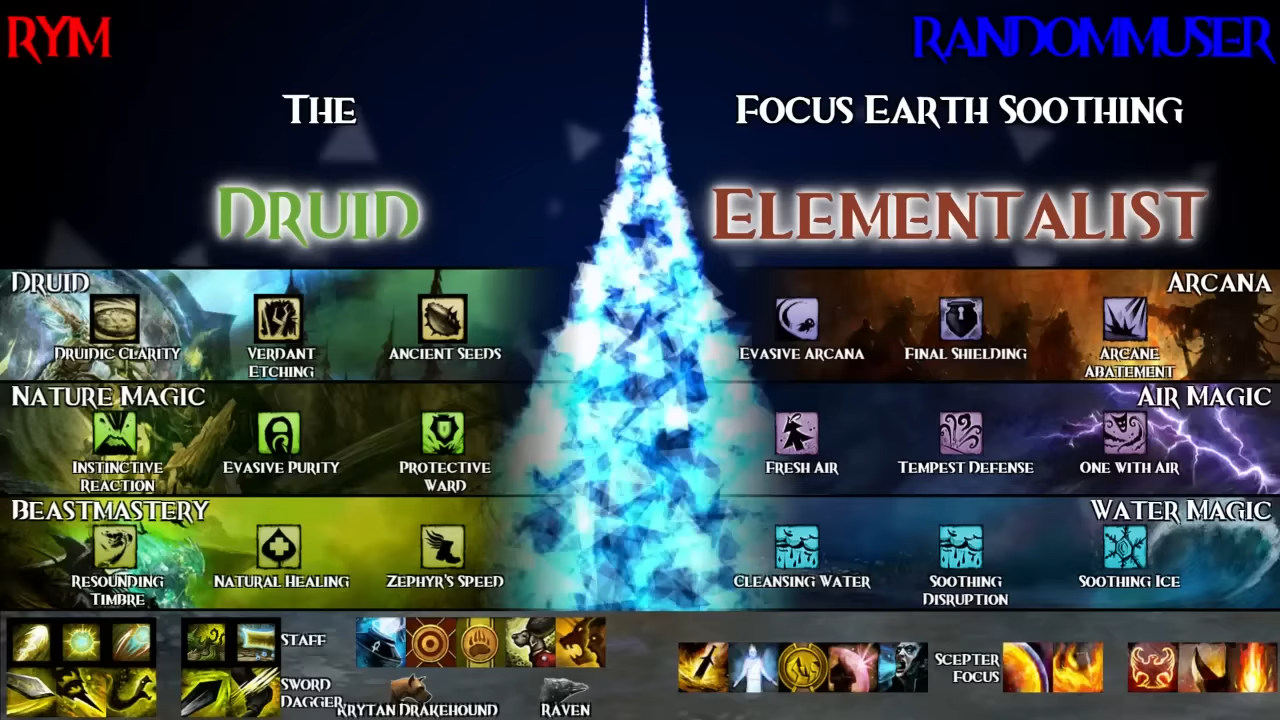 RYM
RANDOMMUSER
THE
FOCUS EARTH SOOTHING
DRUID
ELEMENTALIST
DRUID
ARCANA
DRUIDIC CLARITY
VERDANT
ETCHING
ANCIENT SEEDS
EVASIVE ARCANA
FINAL SHIELDING
ARCANE
ABATEMENT
NATURE MAGIC
AIR MAGIC
INSTINCTIVE
REACTION
EVASIVE PURITY
PROTECTIVE
WARD
FRESH AIR
TEMPEST DEFENSE
ONE WITH AIR
BEASTMASTERY
WATER MAGIC
RESOUNDING
TIMBRE
NATURAL HEALING
ZEPHYR'S SPEED
CLEANSING WATER
SOOTHING
DISRUPTION
SOOTHING ICE
STAFF
SWORD
DAGGER
KRYTAN DRAKEHOUND
RAVEN
SCEPTER
FOCUS